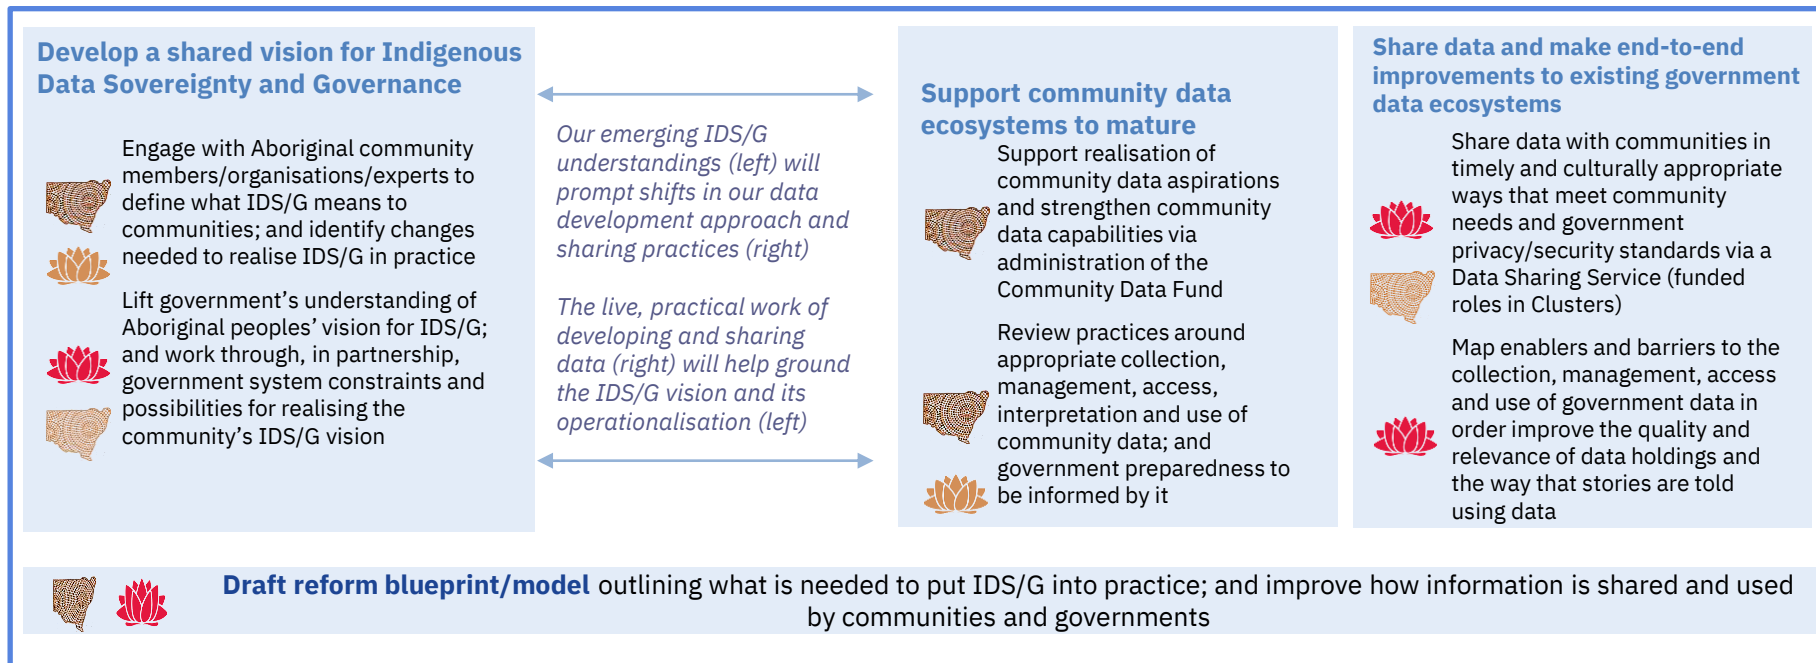 Develop a shared vision for Indigenous
Data Sovereignty and Governance
Engage with Aboriginal community
members/organisations/experts to
define what IDS/G means to
communities; and identify changes
needed to realise IDS/G in practice
Lift government’s understanding of
Aboriginal peoples’ vision for IDS/G;
and work through, in partnership,
government system constraints and
possibilities for realising the
community’s IDS/G vision
Our emerging IDS/G
understandings (left) will
prompt shifts in our data
development approach and
sharing practices (right)
The live, practical work of
developing and sharing
data (right) will help ground
the IDS/G vision and its
operationalisation (left)
Support community data
ecosystems to mature
Support realisation of
community data aspirations
and strengthen community
data capabilities via
administration of the
Community Data Fund
Review practices around
appropriate collection,
management, access,
interpretation and use of
community data; and
government preparedness to
be informed by it
Share data and make end-to-end
improvements to existing government
data ecosystems
Share data with communities in
timely and culturally appropriate
ways that meet community
needs and government
privacy/security standards via a
Data Sharing Service (funded
roles in Clusters)
Map enablers and barriers to the
collection, management, access
and use of government data in
order improve the quality and
relevance of data holdings and
the way that stories are told
using data
Draft reform blueprint/model outlining what is needed to put IDS/G into practice; and improve how information is shared and used
by communities and governments